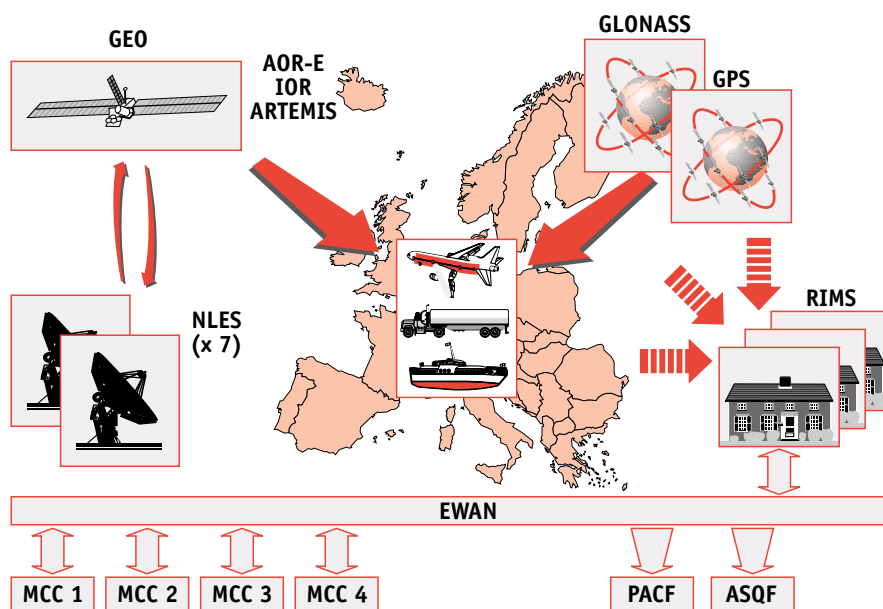 GEO
AOR-E
IOR
ARTEMIS
GLONASS
GPS
NLES
(x 7)
RIMS
EWAN
MCC 1
MCC 2
MCC 3
MCC 4
PACF
ASQF